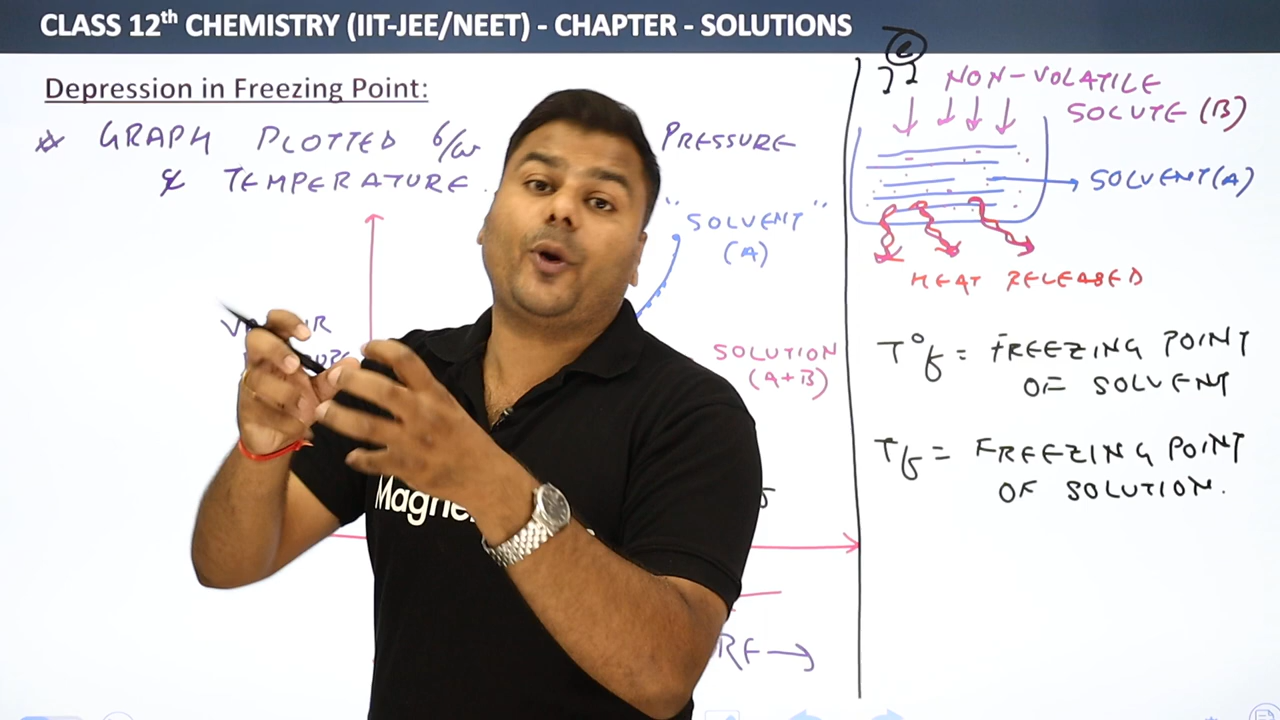 CLASS 12th CHEMISTRY (IIT-JEE/NEET) - CHAPTER - SOLUTIONS
Depression in Freezing Point:
GRAPH PLOTTED b/w PRESSURE
& TEMPERATURE.
"SOLVENT"
(A)
SOLUTION
(A+B)
NON-VOLATILE
SOLUTE (B)
SOLVENT (A)
HEAT RELEASED
T°f = FREEZING POINT
OF SOLVENT
Tf = FREEZING POINT
OF SOLUTION.